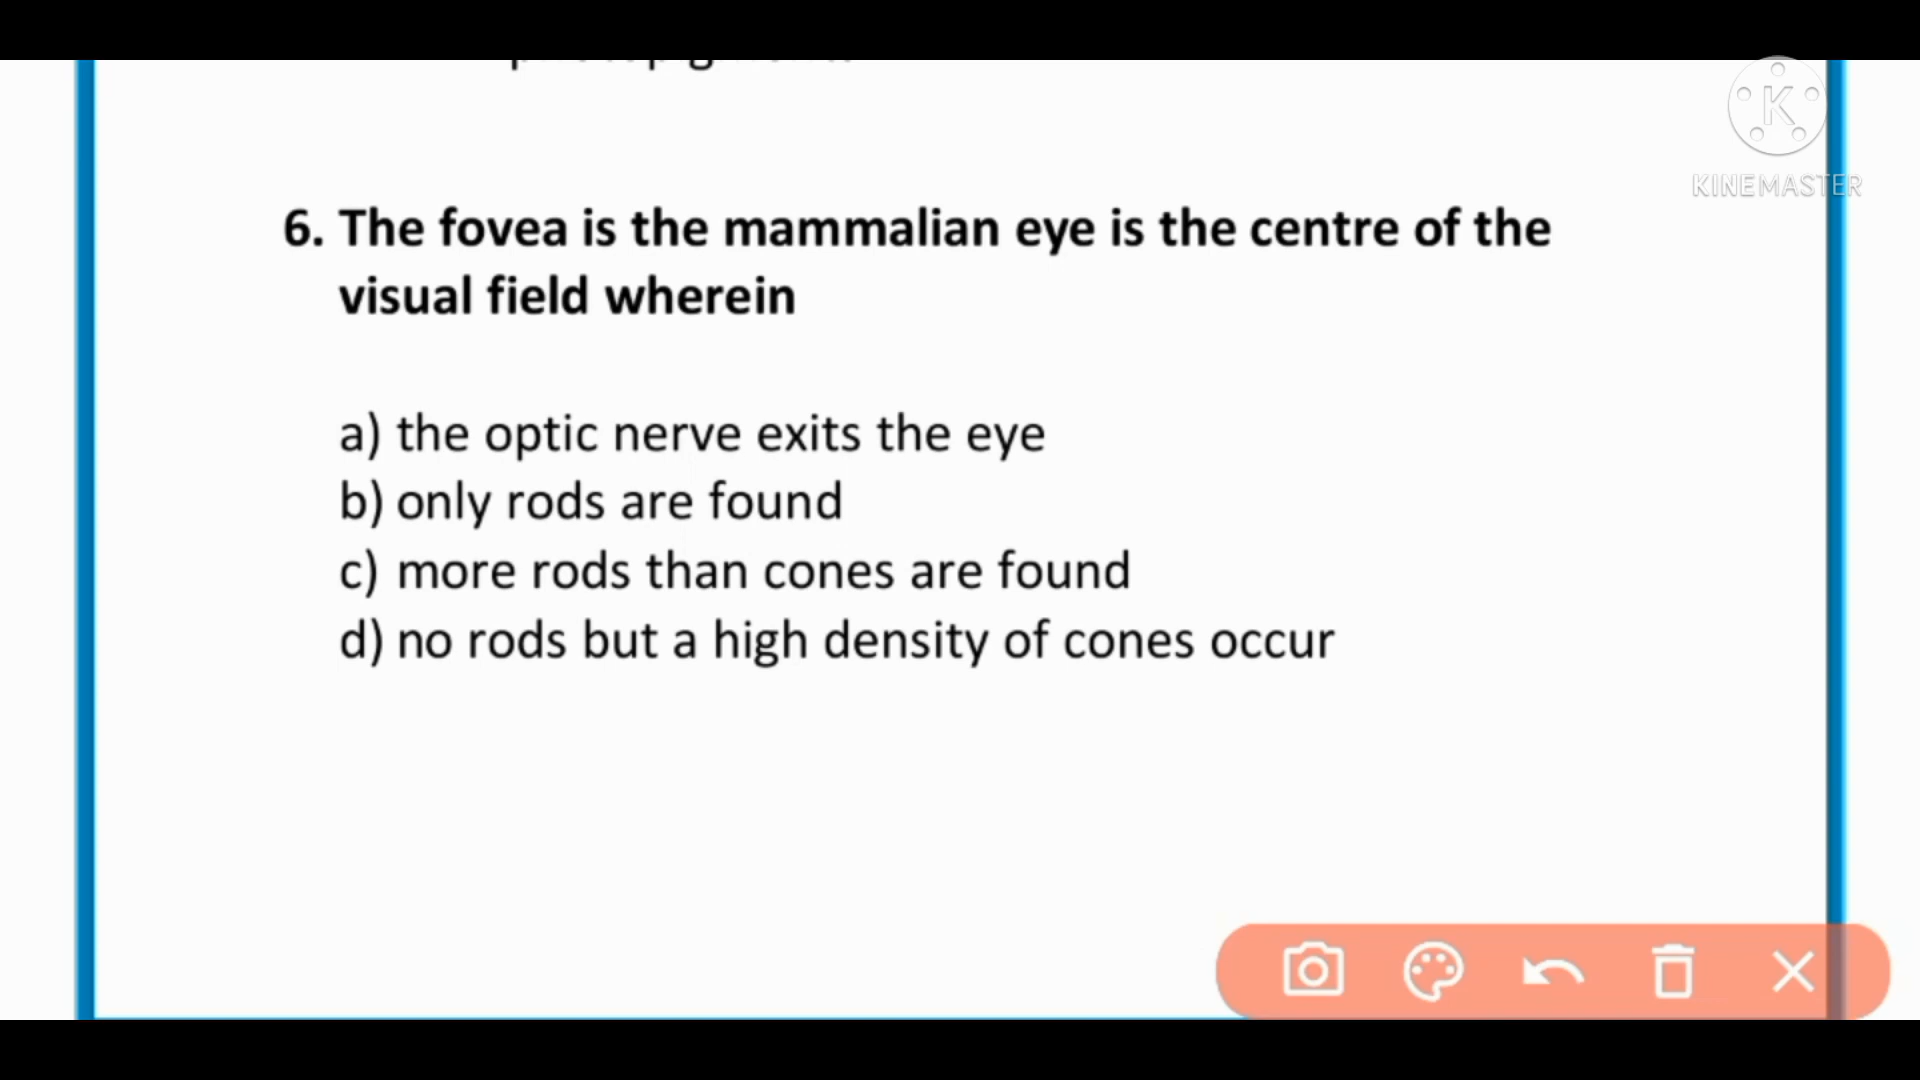 KINEMASTER
6. The fovea is the mammalian eye is the centre of the
visual field wherein
a) the optic nerve exits the eye
b) only rods are found
c) more rods than cones are found
d) no rods but a high density of cones occur